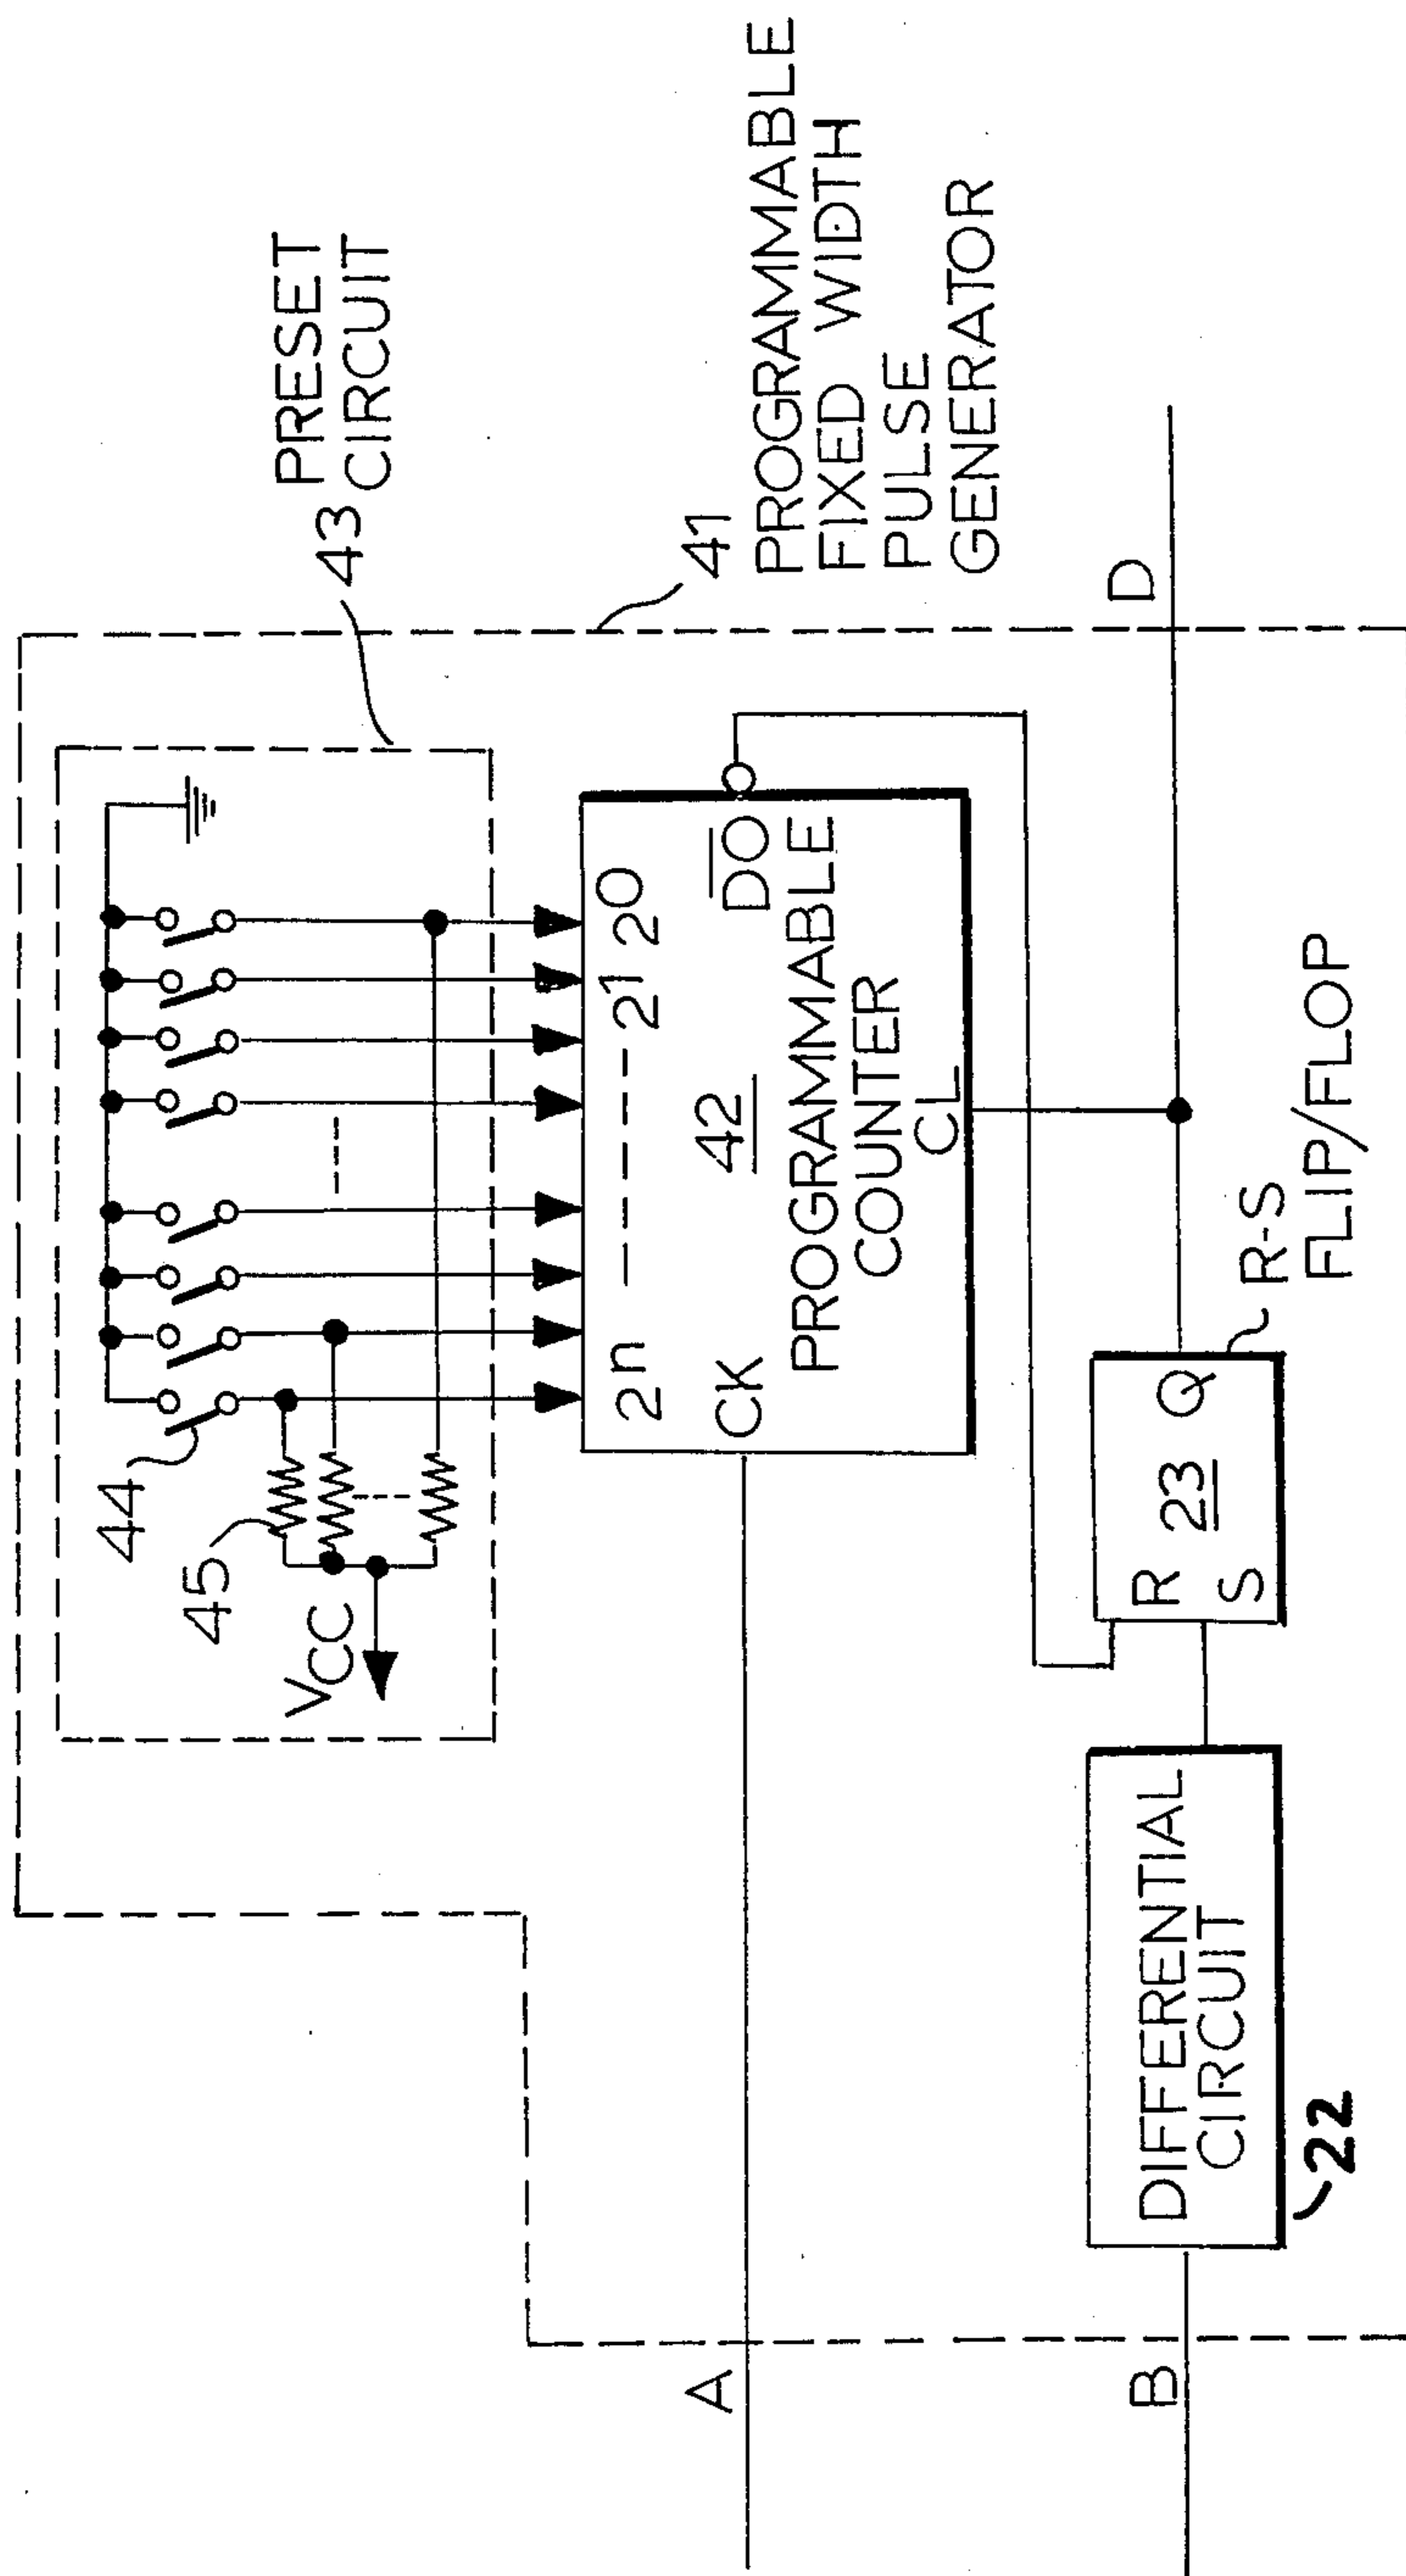 43 PRESET
CIRCUIT
44
45
VCC
2n ----- 21 20
CK
42
DO
PROGRAMMABLE
COUNTER
CL
41
PROGRAMMABLE
FIXED WIDTH
PULSE
GENERATOR
A
B
D
DIFFERENTIAL
CIRCUIT
22
R
23
Q
S
R-S
FLIP/FLOP